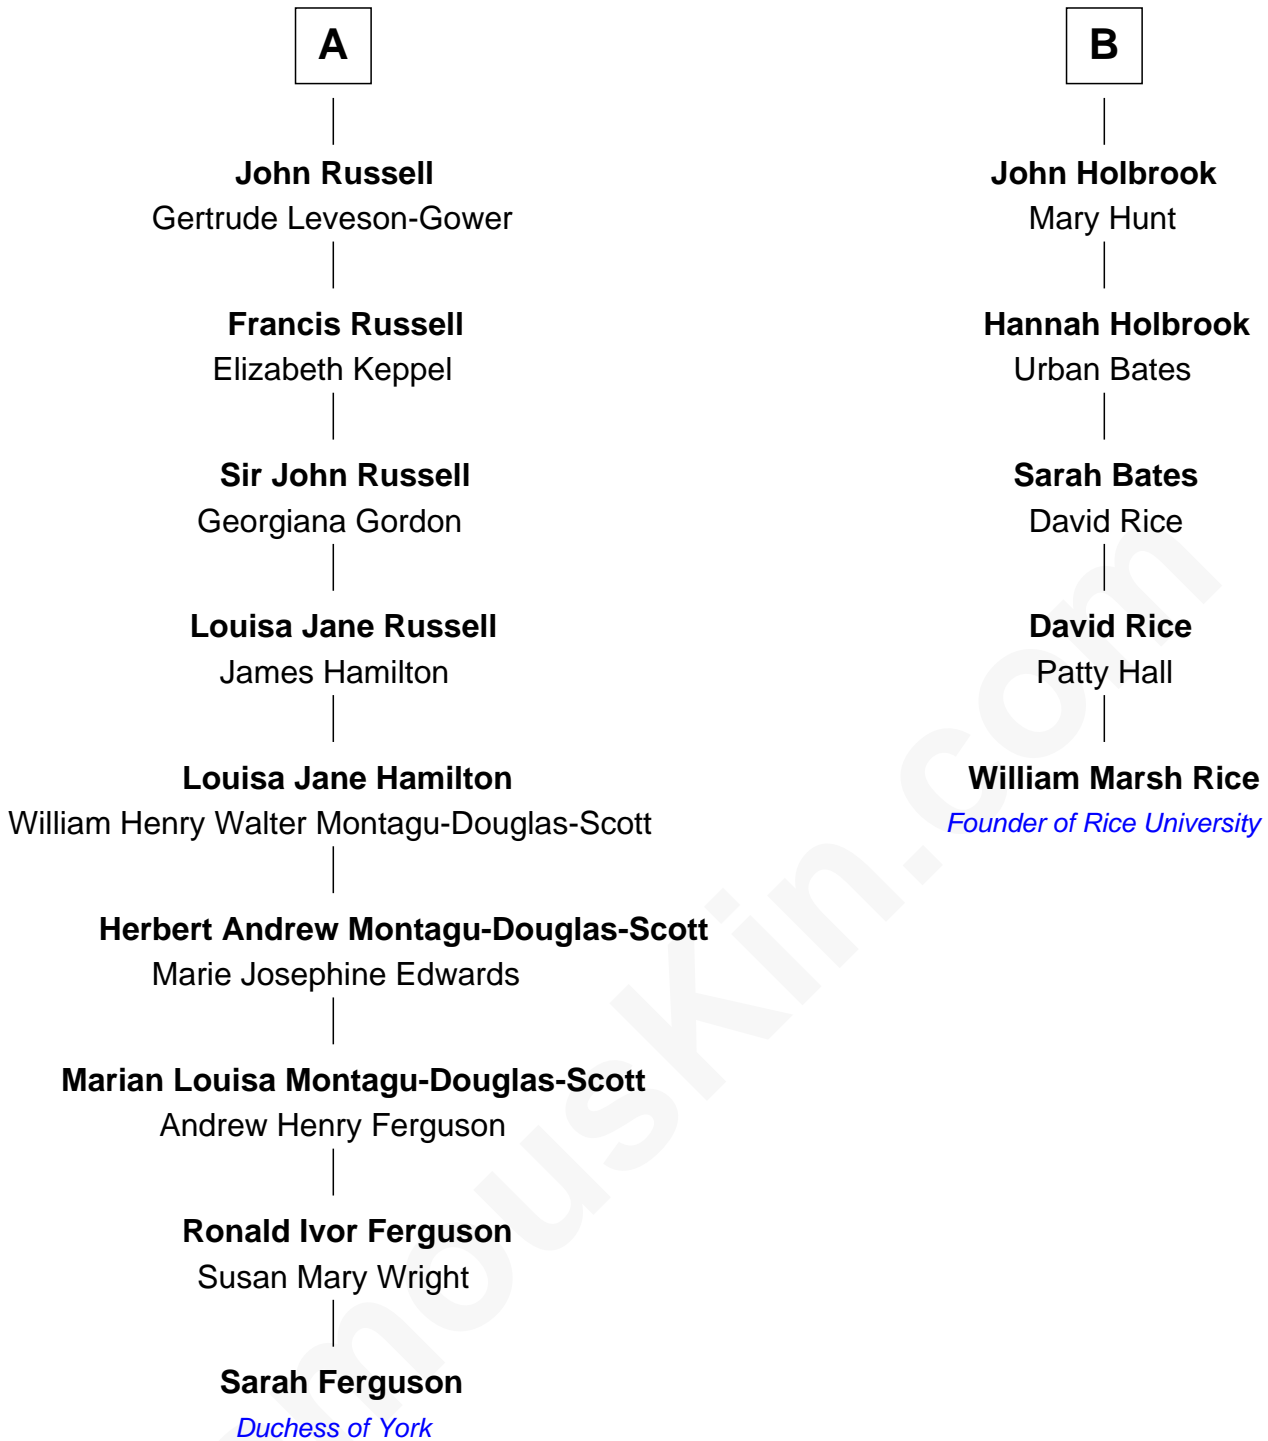 A
John Russell
Gertrude Leveson-Gower
Francis Russell
Elizabeth Keppel
Sir John Russell
Georgiana Gordon
Louisa Jane Russell
James Hamilton
Louisa Jane Hamilton
William Henry Walter Montagu-Douglas-Scott
Herbert Andrew Montagu-Douglas-Scott
Marie Josephine Edwards
Marian Louisa Montagu-Douglas-Scott
Andrew Henry Ferguson
Ronald Ivor Ferguson
Susan Mary Wright
Sarah Ferguson
Duchess of York
B
John Holbrook
Mary Hunt
Hannah Holbrook
Urban Bates
Sarah Bates
David Rice
David Rice
Patty Hall
William Marsh Rice
Founder of Rice University
mousKin.com